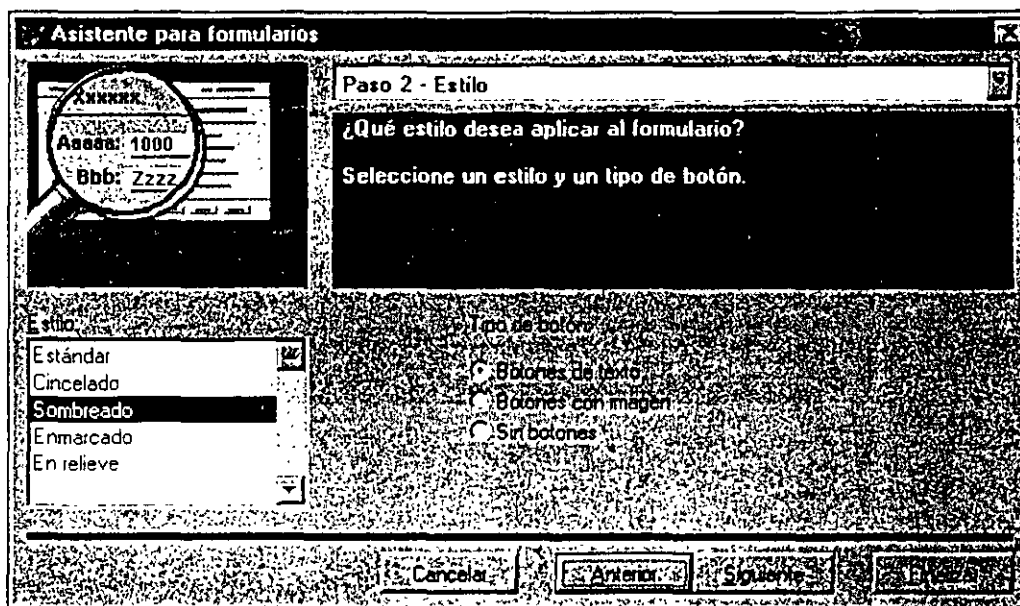 Asistente para formularios
Xxxxxx
Aaaaa: 1000
Bbb: Zzzz
Paso 2 - Estilo
¿Qué estilo desea aplicar al formulario?
Seleccione un estilo y un tipo de botón.
Estilo:
Estándar
Cincelado
Sombreado
Enmarcado
En relieve
Tipo de botón:
Botones de texto
Botones con imagen
Sin botones
Cancelar
Anterior
Siguiente